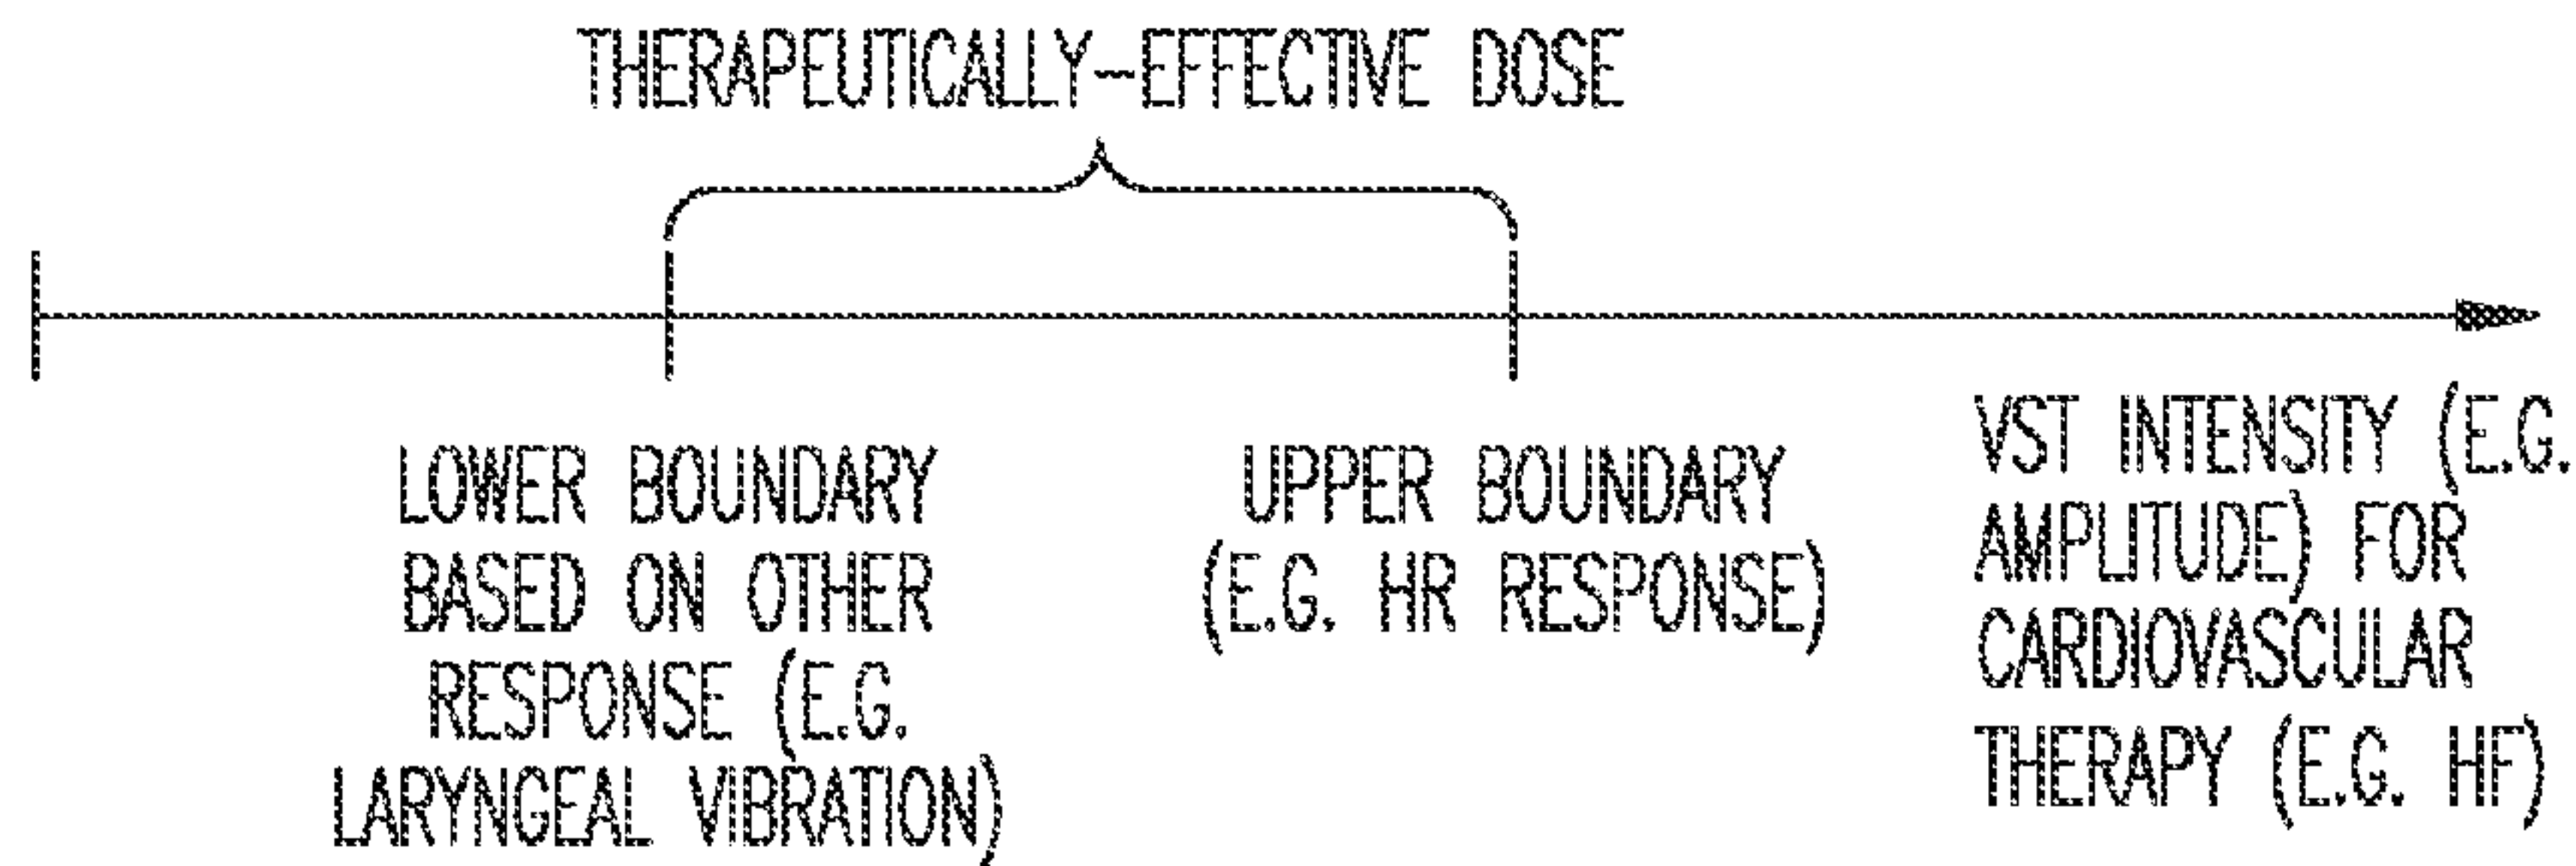 THERAPEUTICALLY-EFFECTIVE DOSE
LOWER BOUNDARY
BASED ON OTHER
RESPONSE (E.G.
LARYNGEAL VIBRATION)
UPPER BOUNDARY
(E.G. HR RESPONSE)
VST INTENSITY (E.G.
AMPLITUDE) FOR
CARDIOVASCULAR
THERAPY (E.G. HF)